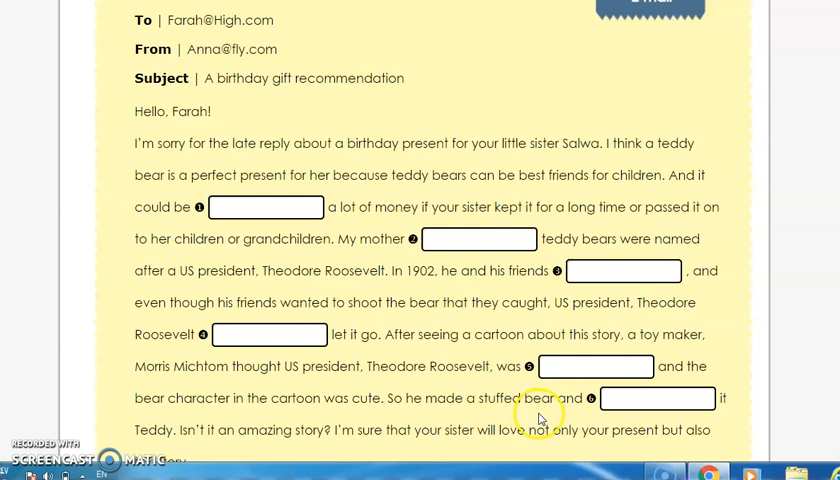 To | Farah@High.com
From | Anna@fly.com
Subject | A birthday gift recommendation
Hello, Farah!
I'm sorry for the late reply about a birthday present for your little sister Salwa. I think a teddy
bear is a perfect present for her because teddy bears can be best friends for children. And it
could be ❶ a lot of money if your sister kept it for a long time or passed it on
to her children or grandchildren. My mother ❷ teddy bears were named
after a US president, Theodore Roosevelt. In 1902, he and his friends ❸ , and
even though his friends wanted to shoot the bear that they caught, US president, Theodore
Roosevelt ❹ let it go. After seeing a cartoon about this story, a toy maker,
Morris Michtom thought US president, Theodore Roosevelt, was ❺ and the
bear character in the cartoon was cute. So he made a stuffed bear and ❻ it
Teddy. Isn't it an amazing story? I'm sure that your sister will love not only your present but also
RECORDED WITH
SCREENCAST MATIC
EN